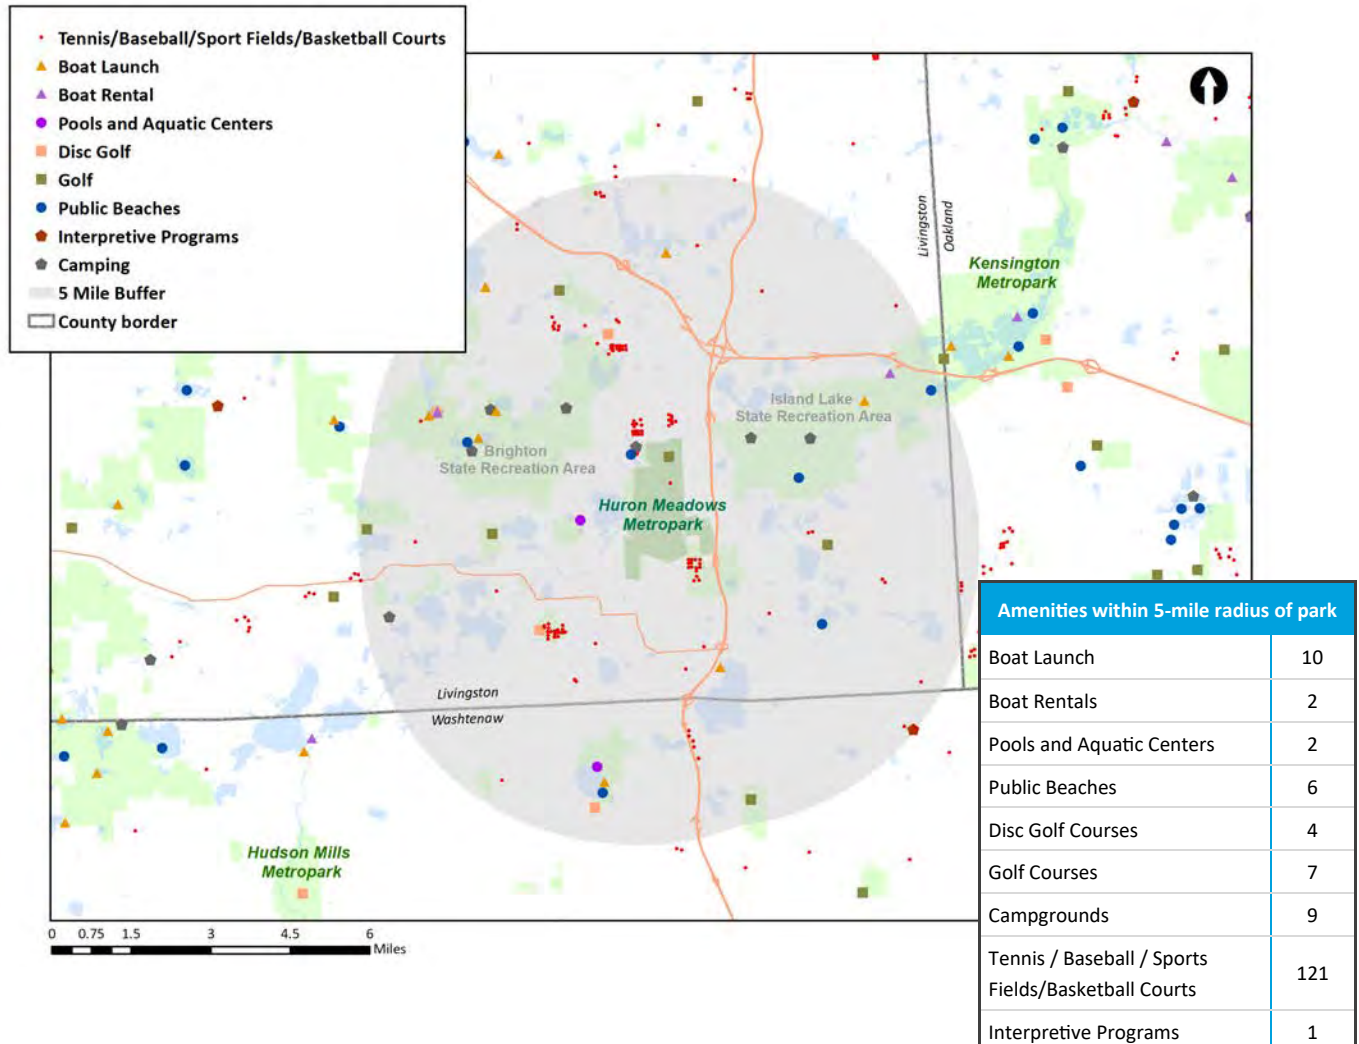 Tennis/Baseball/Sport Fields/Basketball Courts
Boat Launch
Boat Rental
Pools and Aquatic Centers
Disc Golf
Golf
Public Beaches
Interpretive Programs
Camping
5 Mile Buffer
County border
Livingston
Oakland
Kensington
Metropark
Island Lake
State Recreation Area
Brighton
State Recreation Area
Huron Meadows
Metropark
Livingston
Washtenaw
Hudson Mills
Metropark
0 0.75 1.5 3 4.5 6
Miles
Amenities within 5-mile radius of park
Boat Launch 10
Boat Rentals 2
Pools and Aquatic Centers 2
Public Beaches 6
Disc Golf Courses 4
Golf Courses 7
Campgrounds 9
Tennis / Baseball / Sports
Fields/Basketball Courts 121
Interpretive Programs 1